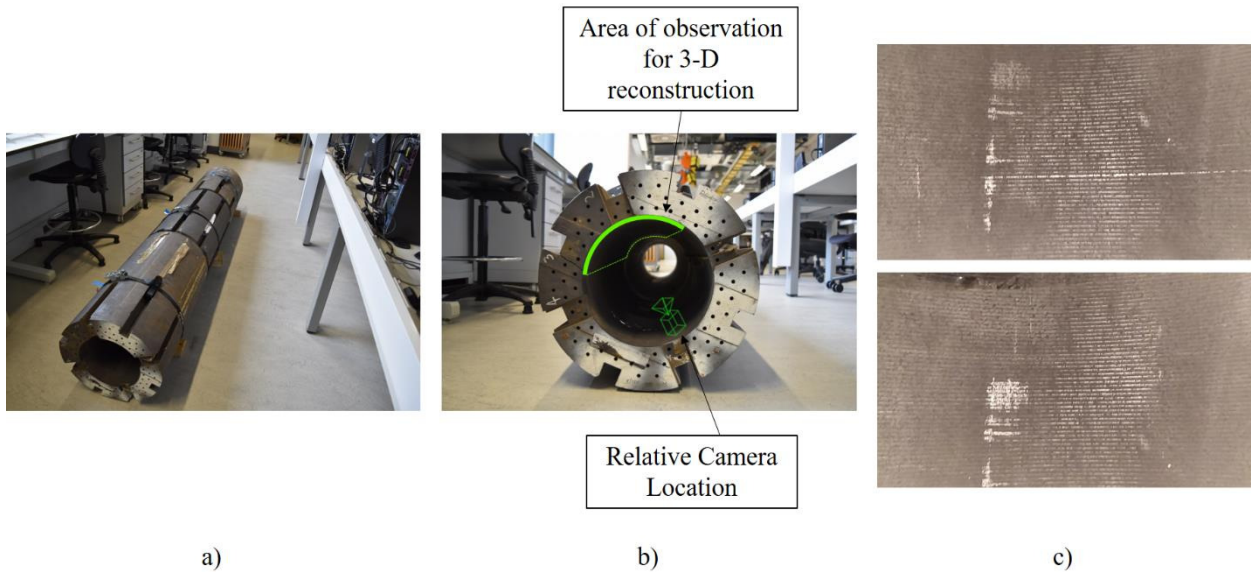 Area of observation
for 3-D
reconstruction
Relative Camera
Location
a)
b)
c)